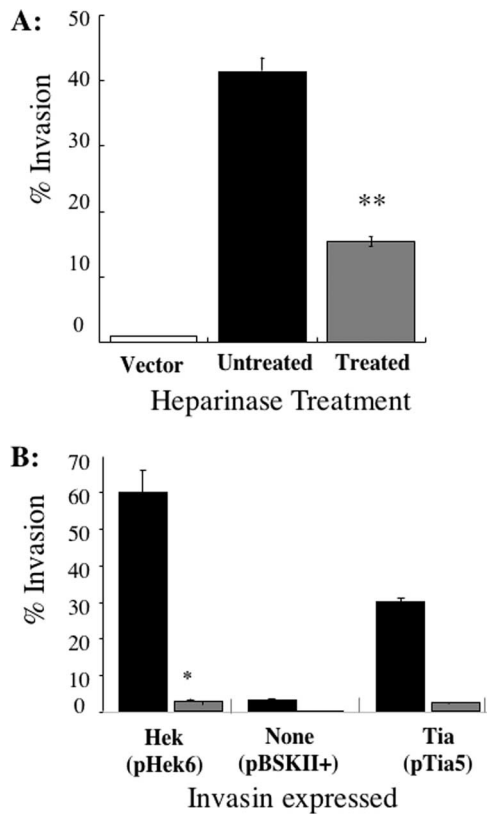 A:
50
40
30
20
10
0
% Invasion
**
Vector Untreated Treated
Heparinase Treatment
B:
70
60
50
40
30
20
10
0
% Invasion
*
Hek None Tia
(pHek6) (pBSKII+) (pTia5)
Invasin expressed